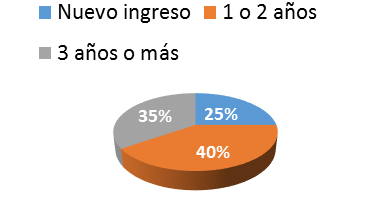 Nuevo ingreso 1 o 2 años
3 años o más
35% 25%
40%